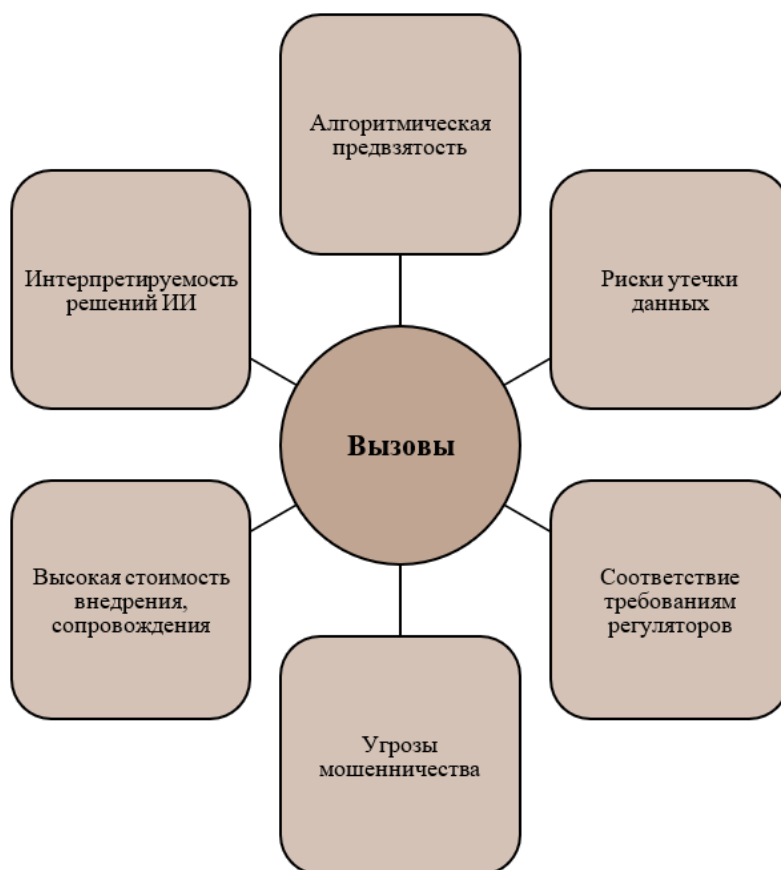 Алгоритмическая
предвзятость
Интерпретируемость
решений ИИ
Риски утечки
данных
Вызовы
Высокая стоимость
внедрения,
сопровождения
Соответствие
требованиям
регуляторов
Угрозы
мошенничества